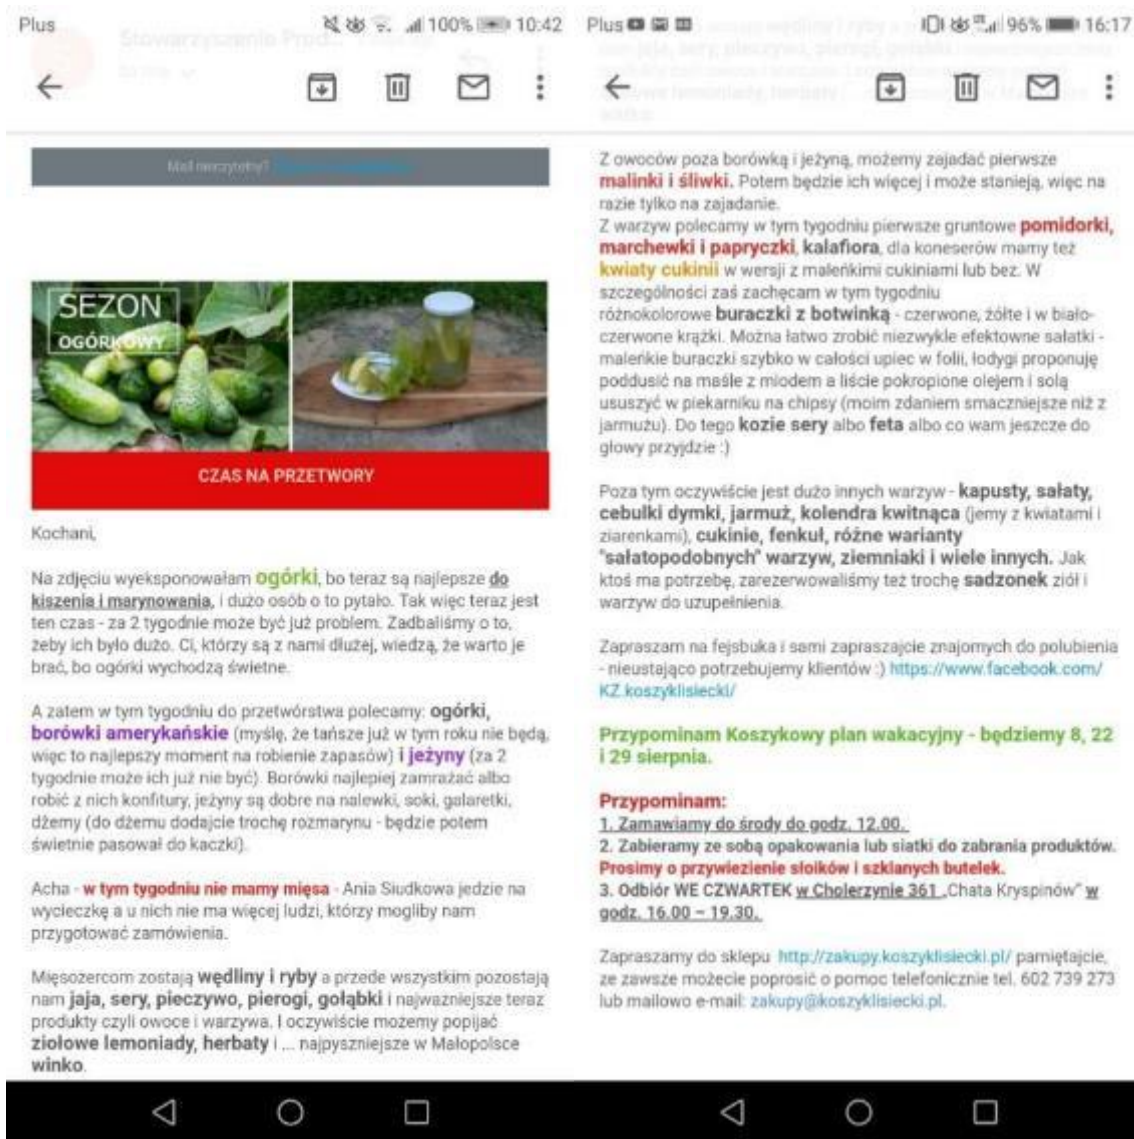 Plus
100%
10:42
Mail nieczytelny?
SEZON
OGÓRKOWY
CZAS NA PRZETWORY
Kochani,
Na zdjęciu wyeksponowałam ogórki, bo teraz są najlepsze do
kiszenia i marynowania, i dużo osób o to pytało. Tak więc teraz jest
ten czas - za 2 tygodnie może być już problem. Zadbaliśmy o to,
żeby ich było dużo. Ci, którzy są z nami dłużej, wiedzą, że warto je
brać, bo ogórki wychodzą świetne.
A zatem w tym tygodniu do przetwórstwa polecamy: ogórki,
borówki amerykańskie (myślę, że tańsze już w tym roku nie będą,
więc to najlepszy moment na robienie zapasów) i jeżyny (za 2
tygodnie może ich już nie być). Borówki najlepiej zamrażać albo
robić z nich konfitury, jeżyny są dobre na nalewki, soki, galaretki,
dżemy (do dżemu dodajcie trochę rozmarynu - będzie potem
świetnie pasował do kaczki).
Acha - w tym tygodniu nie mamy mięsa - Ania Siudkowa jedzie na
wycieczkę a u nich nie ma więcej ludzi, którzy mogliby nam
przygotować zamówienia.
Mięsożercom zostają wędliny i ryby a przede wszystkim pozostają
nam jaja, sery, pieczywo, pierogi, gołąbki i najważniejsze teraz
produkty czyli owoce i warzywa. I oczywiście możemy popijać
ziołowe lemoniady, herbaty i ... najpyszniejsze w Małopolsce
winko.
Plus
96%
16:17
Z owoców poza borówką i jeżyną, możemy zajadać pierwsze
malinki i śliwki. Potem będzie ich więcej i może stanieją, więc na
razie tylko na zajadanie.
Z warzyw polecamy w tym tygodniu pierwsze gruntowe pomidorki,
marchewki i papryczki, kalafiora, dla koneserów mamy też
kwiaty cukinii w wersji z maleńkimi cukiniami lub bez. W
szczególności zaś zachęcam w tym tygodniu
różnokolorowe buraczki z botwinką - czerwone, żółte i w biało-
czerwone krążki. Można łatwo zrobić niezwykle efektowne sałatki -
maleńkie buraczki szybko w całości upiec w folii, łodygi proponuję
poddusić na maśle z miodem a liście pokropione olejem i solą
ususzyć w piekarniku na chipsy (moim zdaniem smaczniejsze niż z
jarmużu). Do tego kozie sery albo feta albo co wam jeszcze do
głowy przyjdzie :)
Poza tym oczywiście jest dużo innych warzyw - kapusty, sałaty,
cebulki dymki, jarmuż, kolendra kwitnąca (jemy z kwiatami i
ziarenkami), cukinie, fenkuł, różne warianty
"sałatopodobnych" warzyw, ziemniaki i wiele innych. Jak
ktoś ma potrzebę, zarezerwowaliśmy też trochę sadzonek ziół i
warzyw do uzupełnienia.
Zapraszam na fejsbuka i sami zapraszajcie znajomych do polubienia
- nieustająco potrzebujemy klientów :) https://www.facebook.com/
KZ.koszyklisiecki/
Przypominam Koszykowy plan wakacyjny - będziemy 8, 22
i 29 sierpnia.
Przypominam:
1. Zamawiamy do środy do godz. 12.00.
2. Zabieramy ze sobą opakowania lub siatki do zabrania produktów.
Prosimy o przywiezienie słoików i szklanych butelek.
3. Odbiór WE CZWARTEK w Cholerzynie 361 „Chata Kryspinów" w
godz. 16.00 – 19.30.
Zapraszamy do sklepu http://zakupy.koszyklisiecki.pl/ pamiętajcie,
ze zawsze możecie poprosić o pomoc telefonicznie tel. 602 739 273
lub mailowo e-mail: zakupy@koszyklisiecki.pl.